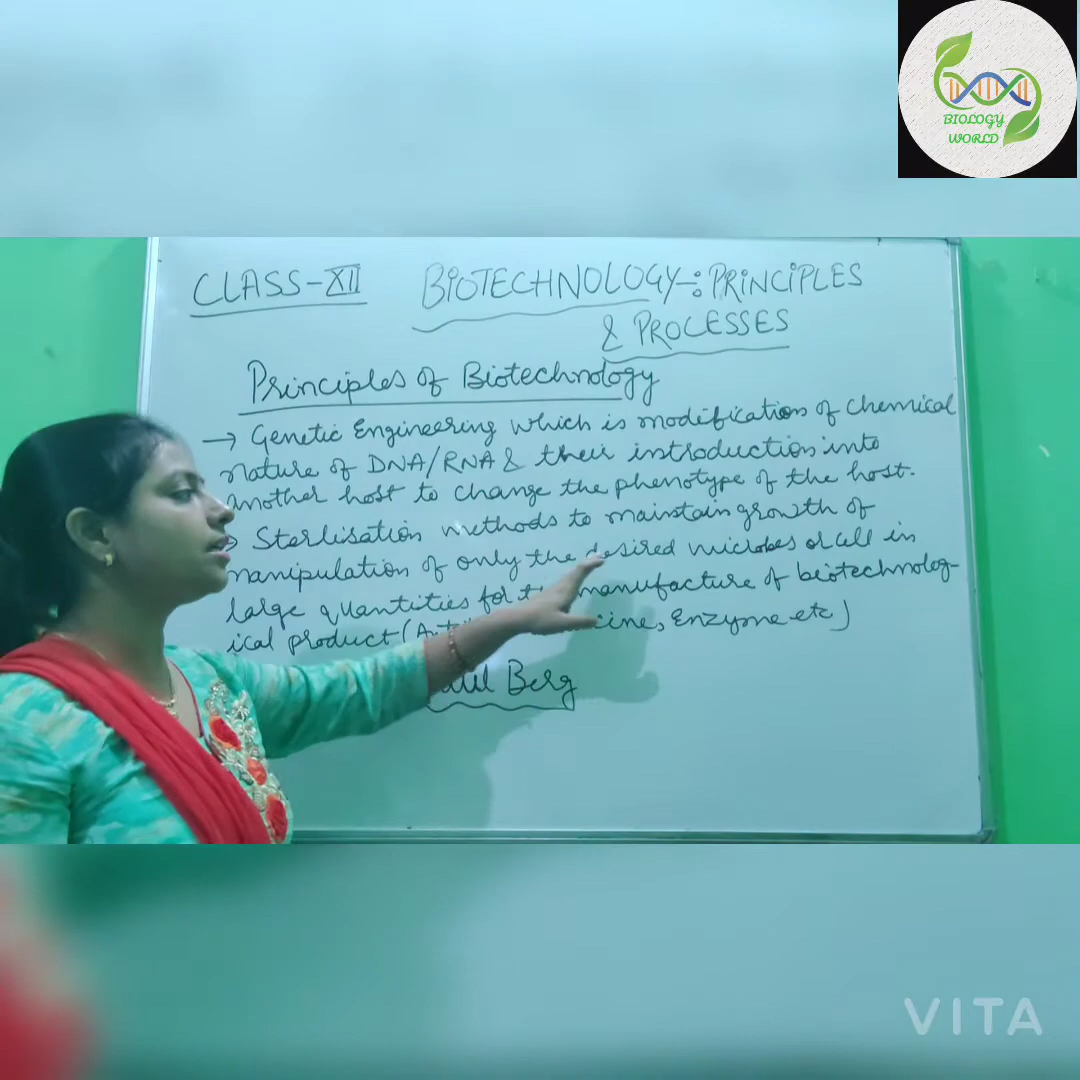 BIOLOGY
WORLD
CLASS-XII
BIOTECHNOLOGY-: PRINCIPLES
& PROCESSES
Principles of Biotechnology
→ Genetic Engineering which is modification of chemical
nature of DNA/RNA & their introduction into
another host to change the phenotype of the host.
→ Sterlisation methods to maintain growth of
manipulation of only the desired microbes or cell in
large quantities for manufacture of biotechnolog-
ical product ( Enzyme etc)
Berg
VITA